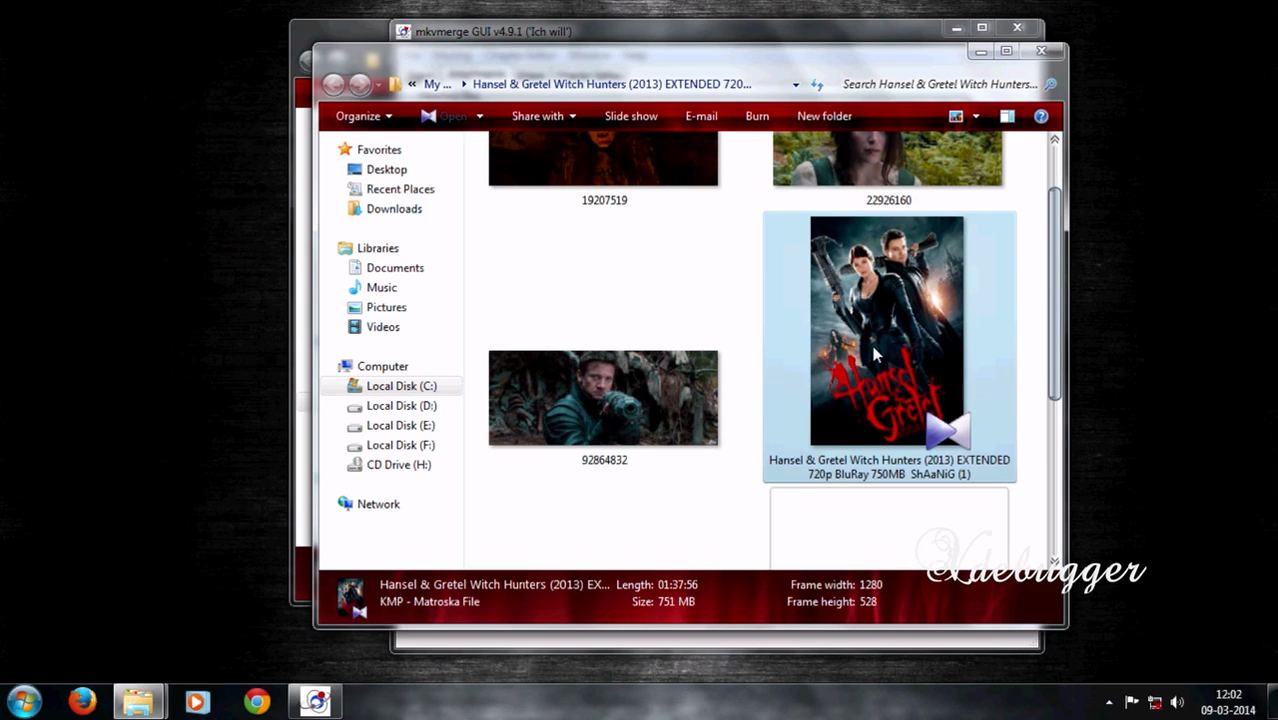 mkvmerge GUI v4.9.1 ('Ich will')
My ...
Hansel & Gretel Witch Hunters (2013) EXTENDED 720...
Search Hansel & Gretel Witch Hunters...
Organize
Open
Share with
Slide show
E-mail
Burn
New folder
Favorites
Desktop
Recent Places
Downloads
Libraries
Documents
Music
Pictures
Videos
Computer
Local Disk (C:)
Local Disk (D:)
Local Disk (E:)
Local Disk (F:)
CD Drive (H:)
Network
19207519
22926160
Hansel
Gretel
92864832
Hansel & Gretel Witch Hunters (2013) EXTENDED
720p BluRay 750MB ShAaNiG (1)
Xdebugger
Hansel & Gretel Witch Hunters (2013) EX...
Length: 01:37:56
Frame width: 1280
KMP - Matroska File
Size: 751 MB
Frame height: 528
12:02
09-03-2014